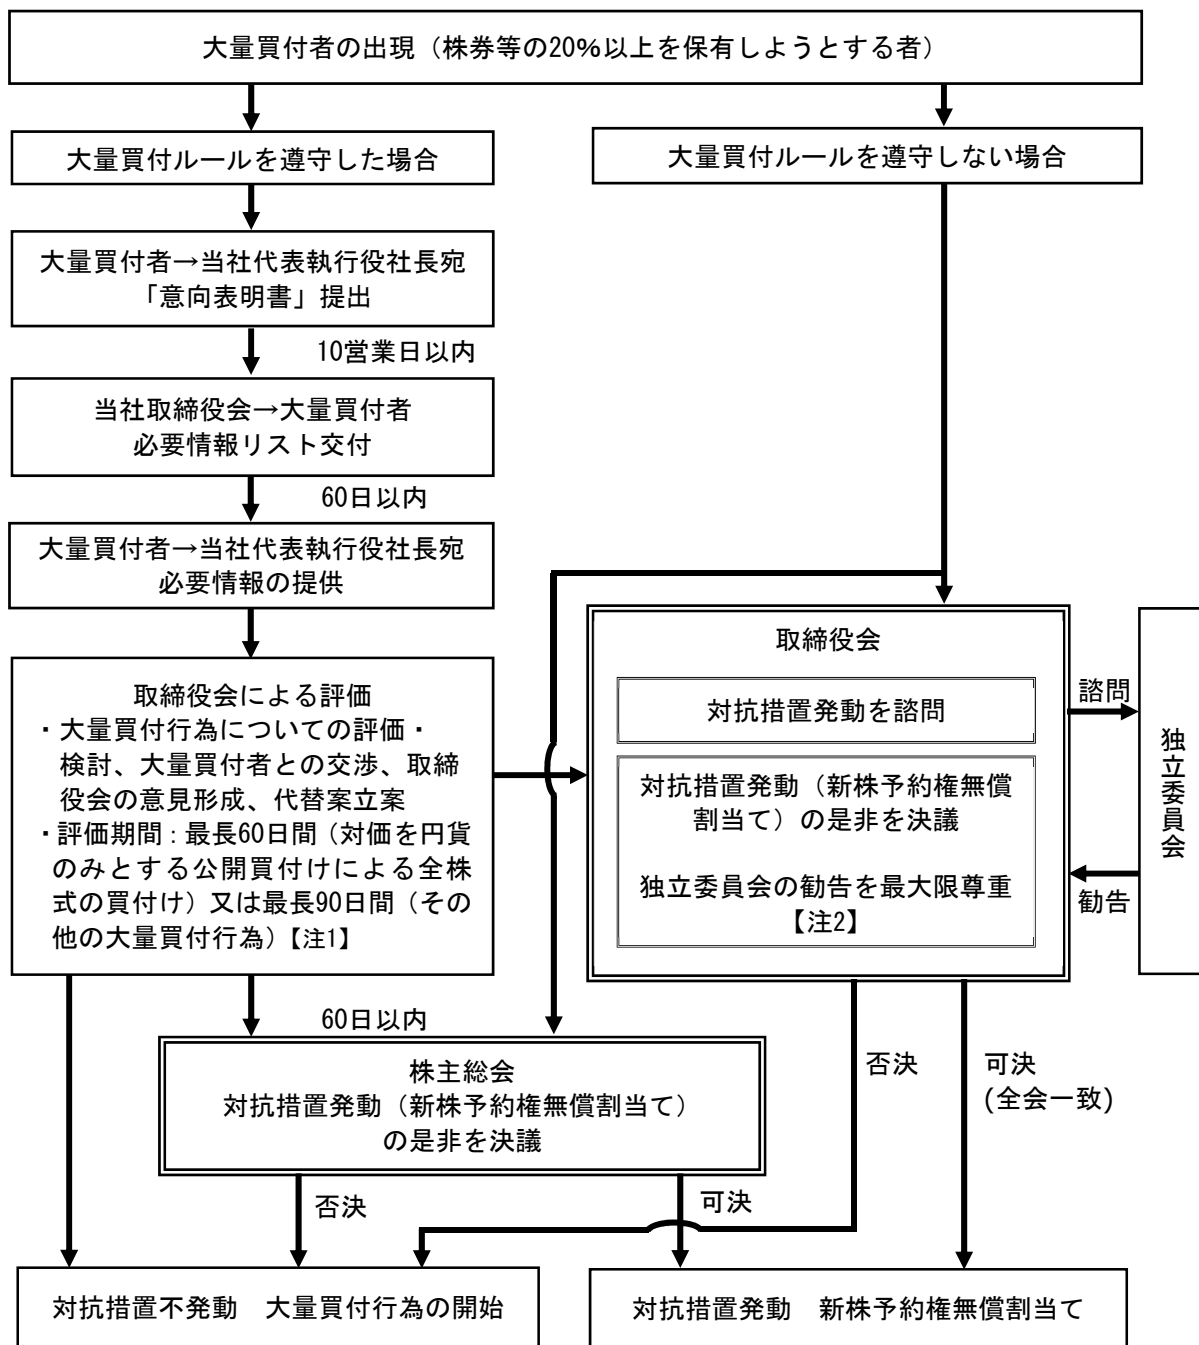 大量買付者の出現（株券等の20%以上を保有しようとする者）
大量買付ルールを遵守した場合
大量買付ルールを遵守しない場合
大量買付者→当社代表執行役社長宛
「意向表明書」提出
10営業日以内
当社取締役会→大量買付者
必要情報リスト交付
60日以内
大量買付者→当社代表執行役社長宛
必要情報の提供
取締役会による評価
・大量買付行為についての評価・
検討、大量買付者との交渉、取締
役会の意見形成、代替案立案
・評価期間：最長60日間（対価を円貨
のみとする公開買付けによる全株
式の買付け）又は最長90日間（その
他の大量買付行為）【注1】
取締役会
対抗措置発動を諮問
対抗措置発動（新株予約権無償
割当て）の是非を決議
独立委員会の勧告を最大限尊重
【注2】
諮問
勧告
独立委員会
60日以内
株主総会
対抗措置発動（新株予約権無償割当て）
の是非を決議
否決
可決
(全会一致)
否決
可決
対抗措置不発動　大量買付行為の開始
対抗措置発動　新株予約権無償割当て